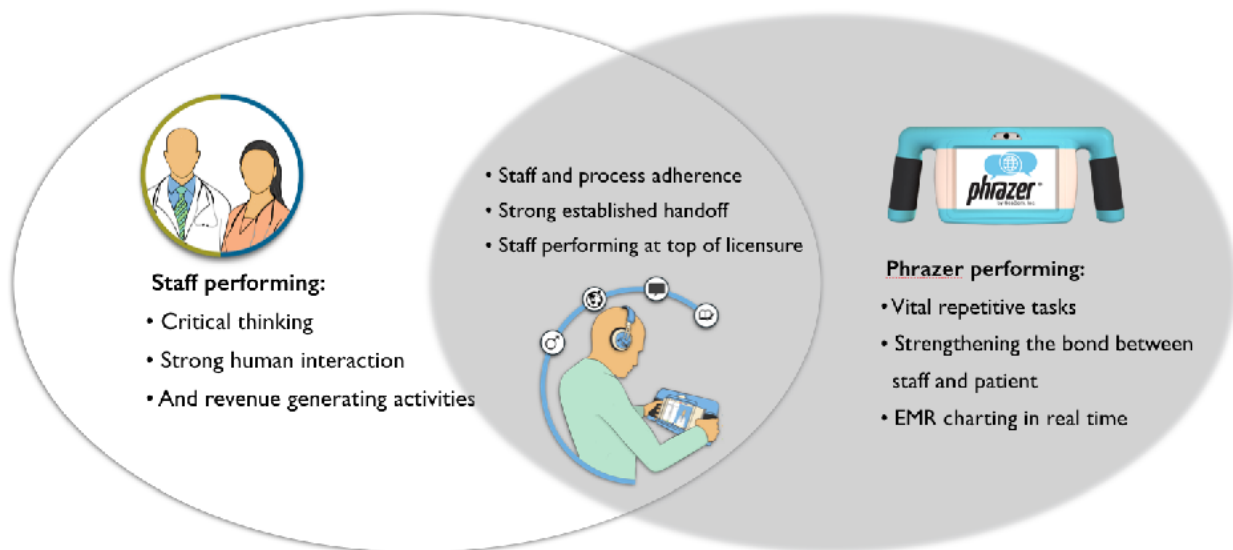 Staff performing:
• Critical thinking
• Strong human interaction
• And revenue generating activities
• Staff and process adherence
• Strong established handoff
• Staff performing at top of licensure
phrazer™
Phrazer performing:
• Vital repetitive tasks
• Strengthening the bond between
staff and patient
• EMR charting in real time